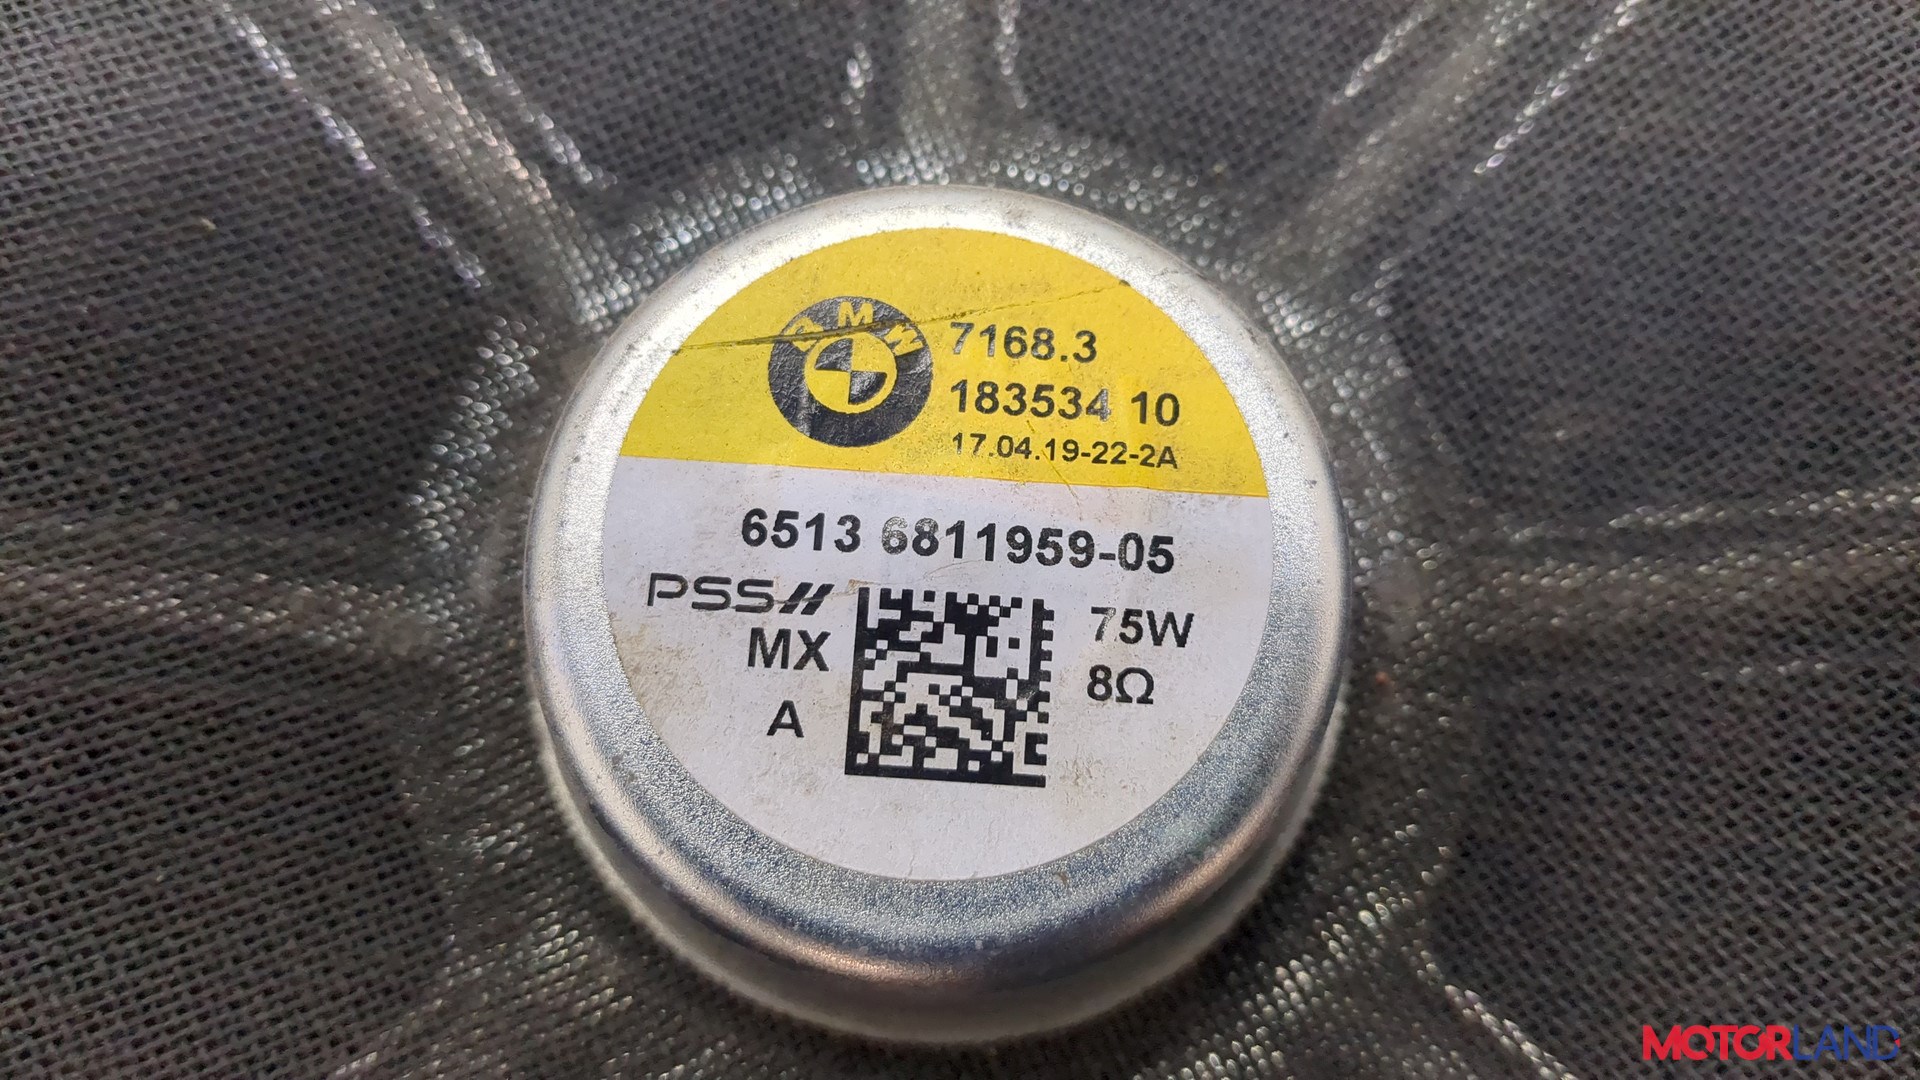 BMW
7168.3
183534 10
17.04.19-22-2A
6513 6811959-05
PSS
MX
75W
8Ω
A
MOTORLAND